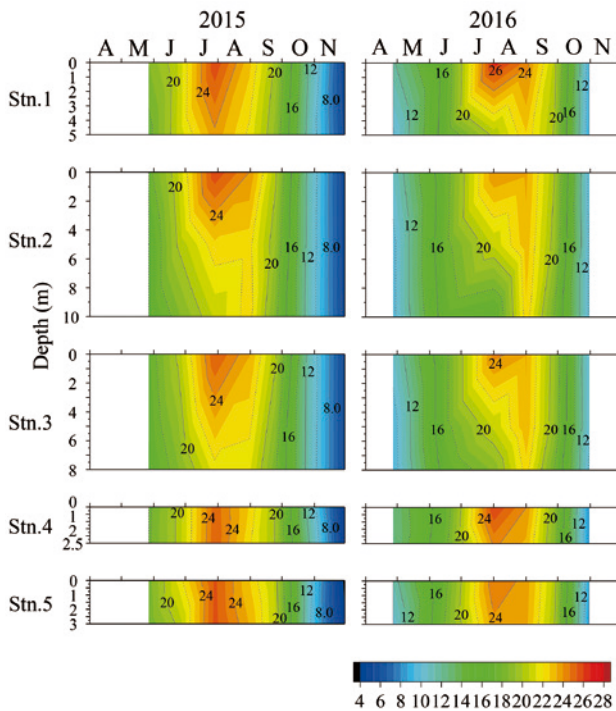 2015 2016
A M J J A S O N A M J J A S O N
Stn.1 0 1 2 3 4 5 20 24 20 16 12 8.0 12 16 20 26 24 20 16 12
Stn.2 0 2 4 6 8 10 20 24 20 16 12 8.0 12 16 20 20 16 12
Depth (m)
Stn.3 0 2 4 6 8 20 24 20 16 12 8.0 12 16 20 24 20 16 12
Stn.4 0 1 2 2.5 20 24 24 20 16 12 8.0 16 20 24 20 16 12
Stn.5 0 1 2 3 20 24 24 20 16 12 8.0 12 16 20 24 16 12
4 6 8 10 12 14 16 18 20 22 24 26 28